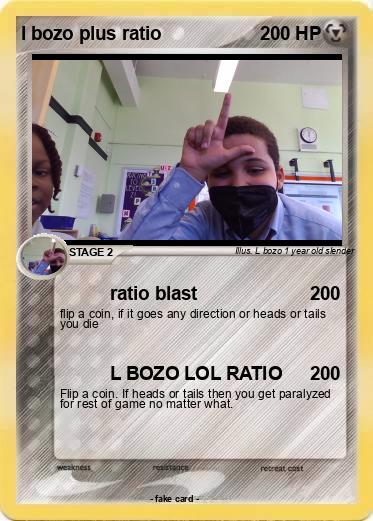 l bozo plus ratio 200 HP
STAGE 2
Illus. L bozo 1 year old slender
ratio blast 200
flip a coin, if it goes any direction or heads or tails
you die
L BOZO LOL RATIO 200
Flip a coin. If heads or tails then you get paralyzed
for rest of game no matter what.
weakness resistance retreat cost
- fake card -